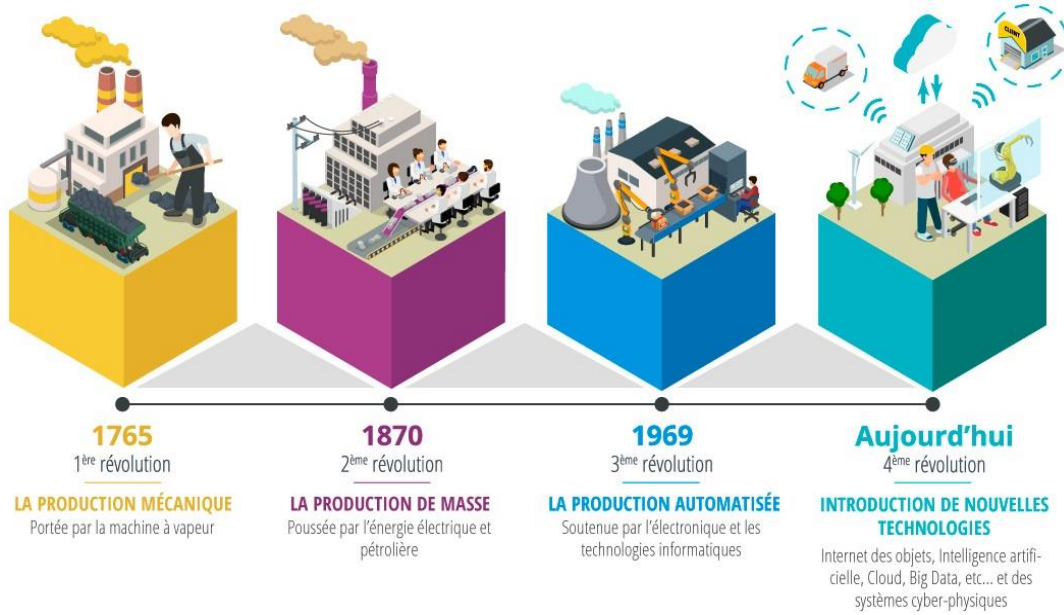 CLIENT
1765
1ère révolution
LA PRODUCTION MÉCANIQUE
Portée par la machine à vapeur
1870
2ème révolution
LA PRODUCTION DE MASSE
Poussée par l'énergie électrique et
pétrolière
1969
3ème révolution
LA PRODUCTION AUTOMATISÉE
Soutenue par l'électronique et les
technologies informatiques
Aujourd'hui
4ème révolution
INTRODUCTION DE NOUVELLES
TECHNOLOGIES
Internet des objets, Intelligence artifi-
cielle, Cloud, Big Data, etc... et des
systèmes cyber-physiques